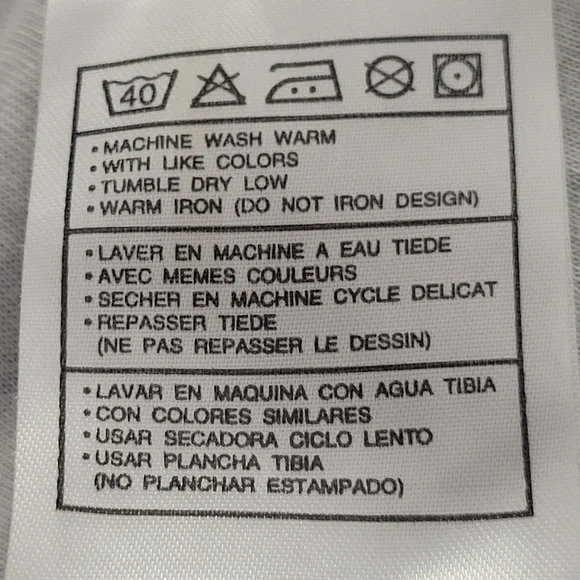 40
• MACHINE WASH WARM
• WITH LIKE COLORS
• TUMBLE DRY LOW
• WARM IRON (DO NOT IRON DESIGN)
• LAVER EN MACHINE A EAU TIEDE
• AVEC MEMES COULEURS
• SECHER EN MACHINE CYCLE DELICAT
• REPASSER TIEDE
(NE PAS REPASSER LE DESSIN)
• LAVAR EN MAQUINA CON AGUA TIBIA
• CON COLORES SIMILARES
• USAR SECADORA CICLO LENTO
• USAR PLANCHA TIBIA
(NO PLANCHAR ESTAMPADO)